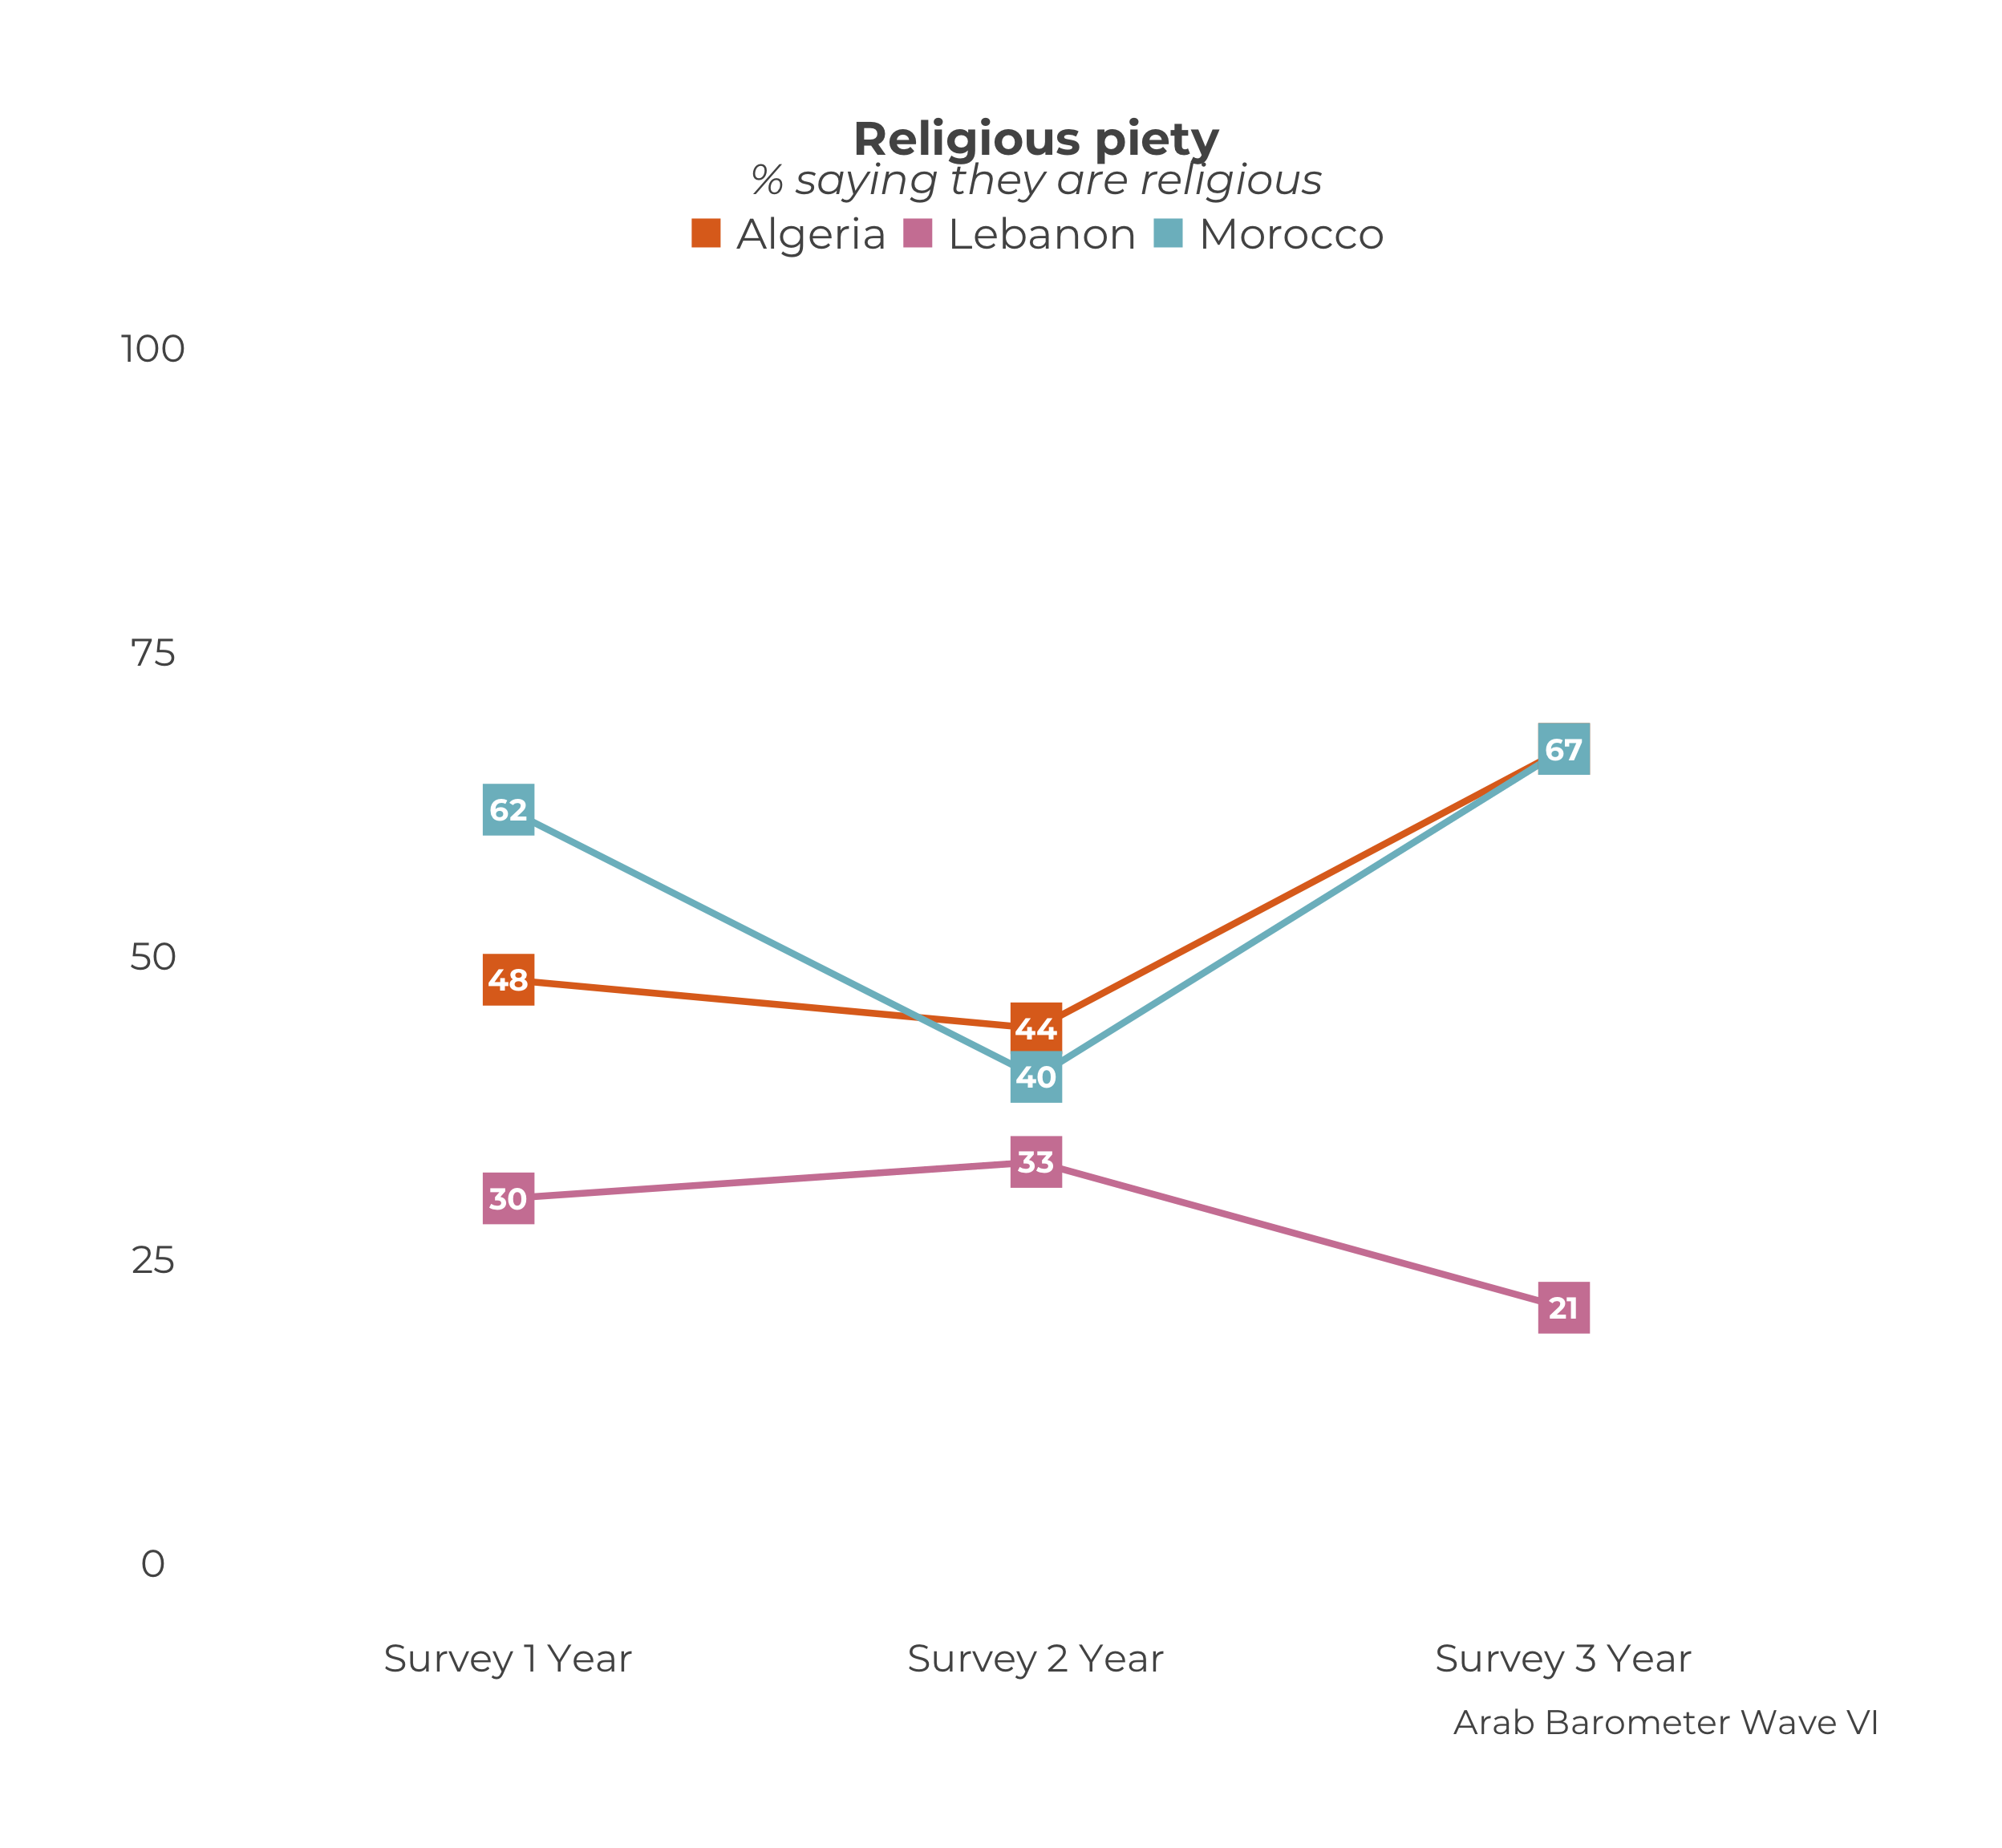 Religious piety
% saying they are religious
Algeria Lebanon Morocco
100
75
67
62
50
48
44
40
33
30
25
21
0
Survey 1 Year Survey 2 Year Survey 3 Year
Arab Barometer Wave VI